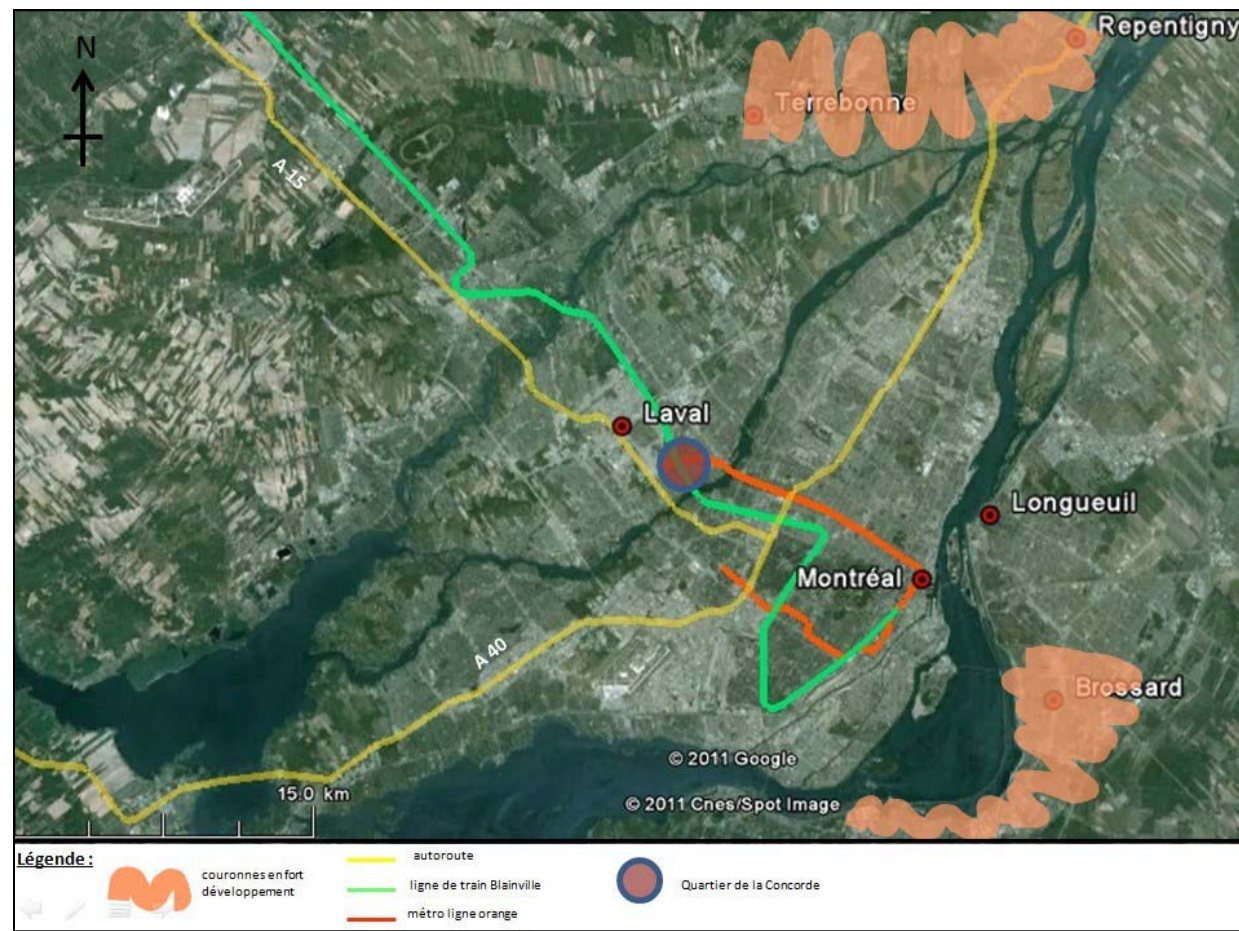 N
Repentigny
Terrebonne
A 15
Laval
Longueuil
Montréal
A 40
Brossard
© 2011 Google
15.0 km
© 2011 Cnes/Spot Image
Légende :
couronnes en fort
développement
autoroute
ligne de train Blainville
métro ligne orange
Quartier de la Concorde